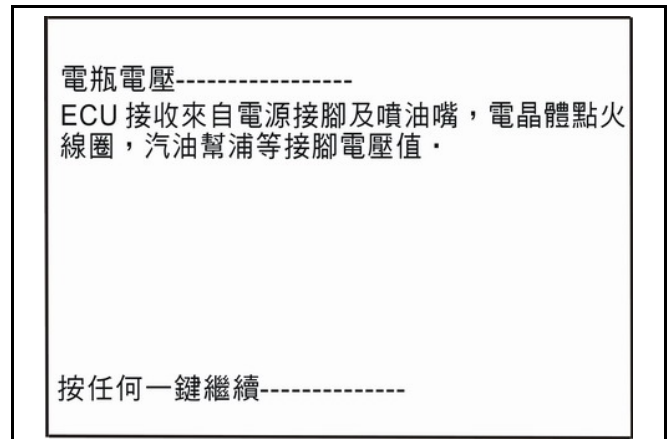 電瓶電壓-----------------
ECU 接收來自電源接腳及噴油嘴，電晶體點火
線圈，汽油幫浦等接腳電壓值．
按任何一鍵繼續--------------